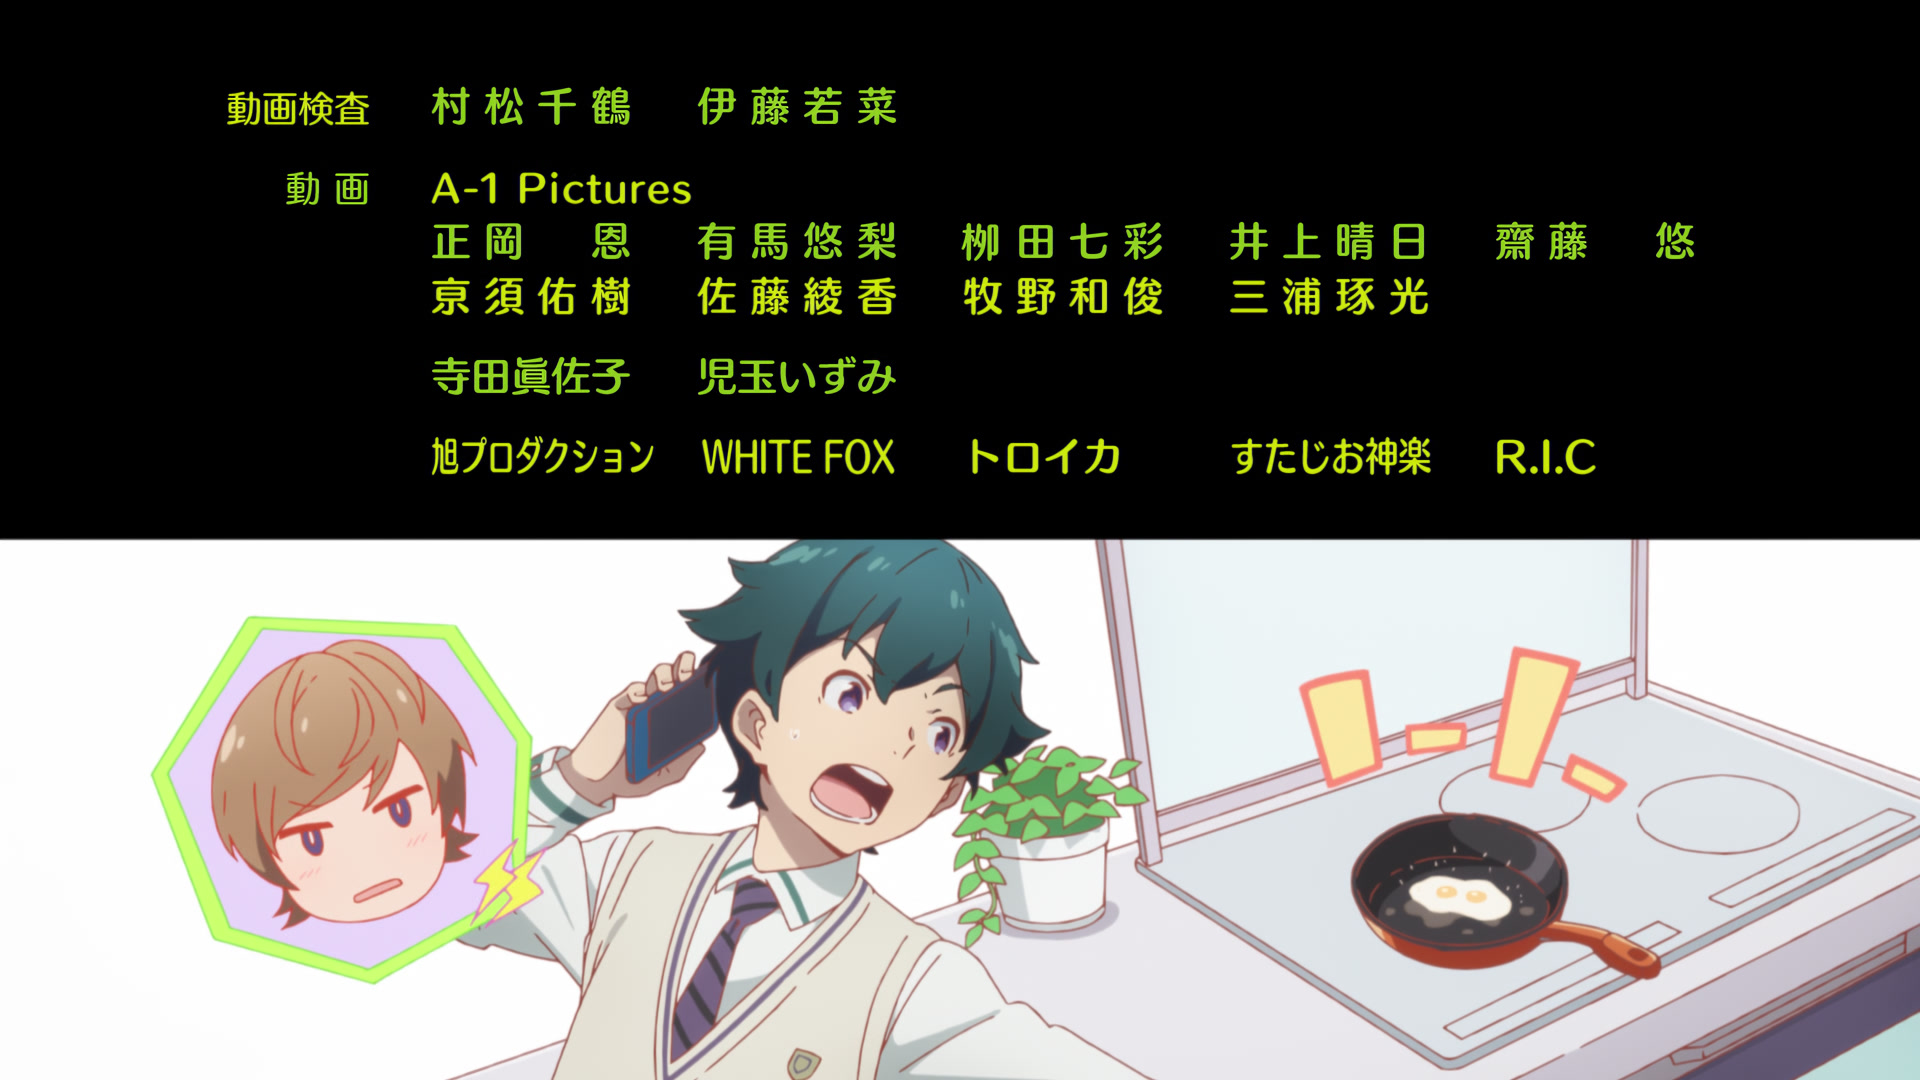 動画検査 村松千鶴 伊藤若菜
動画 A-1 Pictures
正岡 恩 有馬悠梨 栁田七彩 井上晴日 齋藤 悠
亰須佑樹 佐藤綾香 牧野和俊 三浦琢光
寺田眞佐子 児玉いずみ
旭プロダクション WHITE FOX トロイカ すたじお神楽 R.I.C